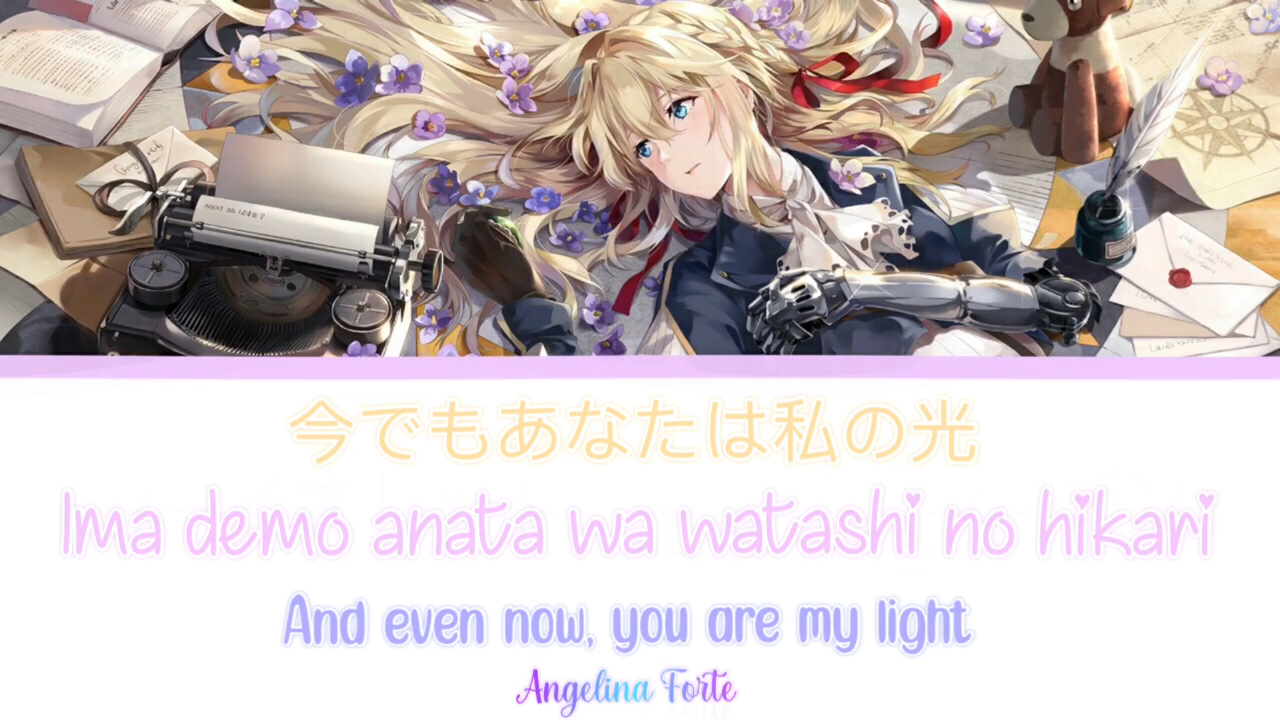 今でもあなたは私の光
Ima demo anata wa watashi no hikari
And even now, you are my light
Angelina Forte